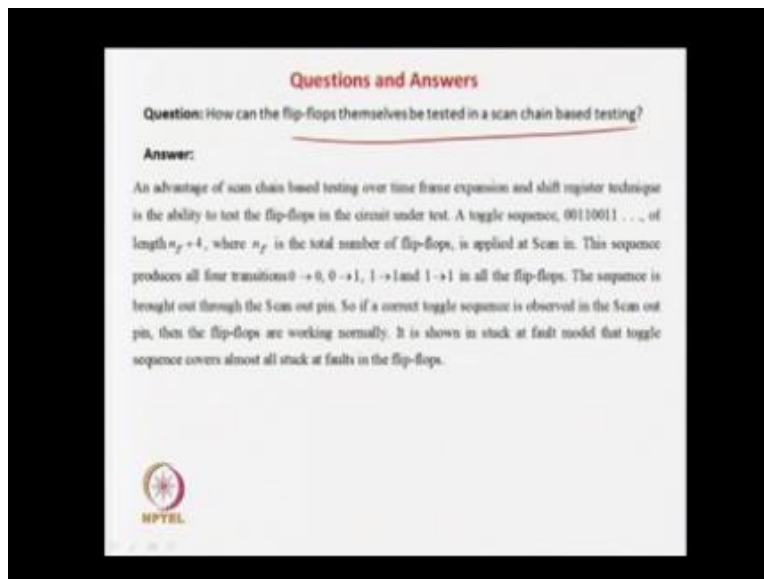 Questions and Answers
Question: How can the flip-flops themselves be tested in a scan chain based testing?
Answer:
An advantage of scan chain based testing over time frame expansion and shift register technique
is the ability to test the flip-flops in the circuit under test. A toggle sequence, 00110011 . . ., of
length n_f + 4, where n_f is the total number of flip-flops, is applied at Scan in. This sequence
produces all four transitions 0 → 0, 0 → 1, 1 → 1 and 1 → 1 in all the flip-flops. The sequence is
brought out through the Scan out pin. So if a correct toggle sequence is observed in the Scan out
pin, then the flip-flops are working normally. It is shown in stuck at fault model that toggle
sequence covers almost all stuck at faults in the flip-flops.
NPTEL